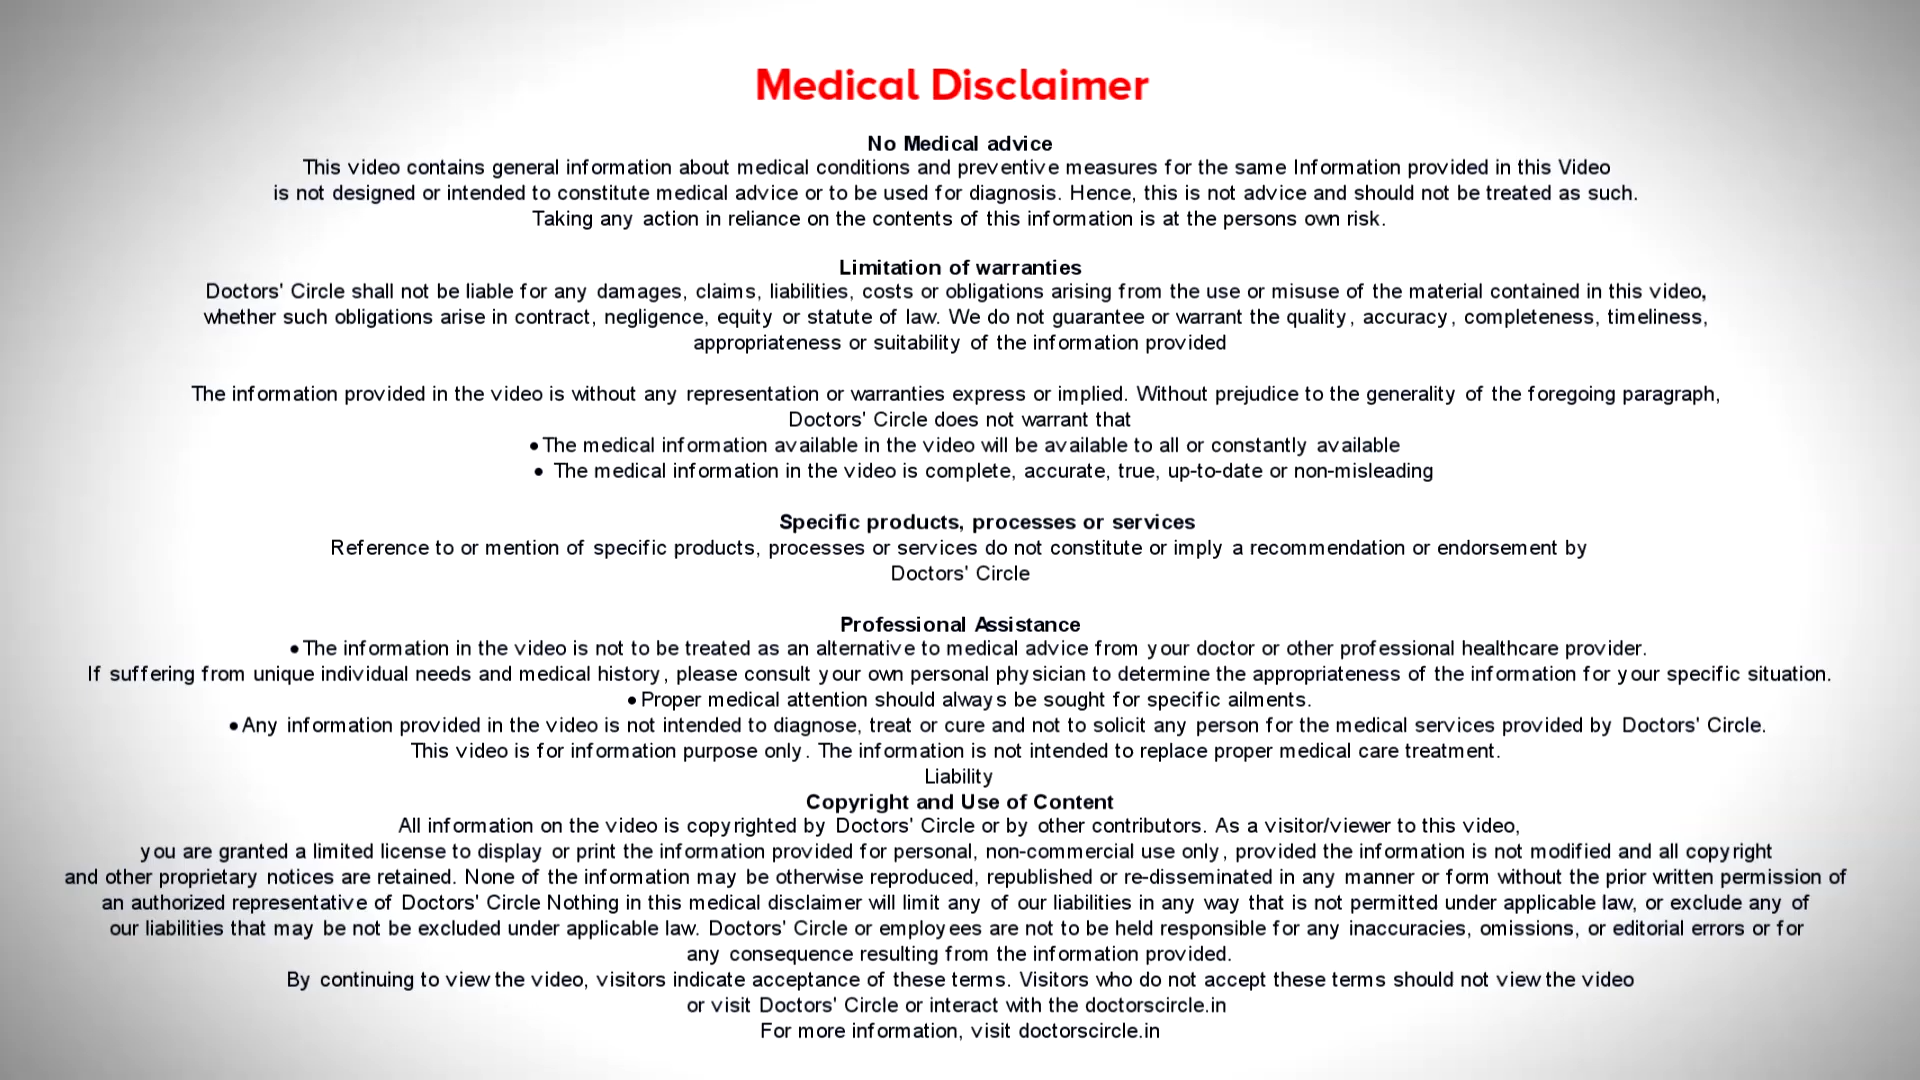 Medical Disclaimer
No Medical advice
This video contains general information about medical conditions and preventive measures for the same Information provided in this Video
is not designed or intended to constitute medical advice or to be used for diagnosis. Hence, this is not advice and should not be treated as such.
Taking any action in reliance on the contents of this information is at the persons own risk.
Limitation of warranties
Doctors' Circle shall not be liable for any damages, claims, liabilities, costs or obligations arising from the use or misuse of the material contained in this video,
whether such obligations arise in contract, negligence, equity or statute of law. We do not guarantee or warrant the quality, accuracy, completeness, timeliness,
appropriateness or suitability of the information provided
The information provided in the video is without any representation or warranties express or implied. Without prejudice to the generality of the foregoing paragraph,
Doctors' Circle does not warrant that
• The medical information available in the video will be available to all or constantly available
• The medical information in the video is complete, accurate, true, up-to-date or non-misleading
Specific products, processes or services
Reference to or mention of specific products, processes or services do not constitute or imply a recommendation or endorsement by
Doctors' Circle
Professional Assistance
• The information in the video is not to be treated as an alternative to medical advice from your doctor or other professional healthcare provider.
If suffering from unique individual needs and medical history, please consult your own personal physician to determine the appropriateness of the information for your specific situation.
• Proper medical attention should always be sought for specific ailments.
• Any information provided in the video is not intended to diagnose, treat or cure and not to solicit any person for the medical services provided by Doctors' Circle.
This video is for information purpose only. The information is not intended to replace proper medical care treatment.
Liability
Copyright and Use of Content
All information on the video is copyrighted by Doctors' Circle or by other contributors. As a visitor/viewer to this video,
you are granted a limited license to display or print the information provided for personal, non-commercial use only, provided the information is not modified and all copyright
and other proprietary notices are retained. None of the information may be otherwise reproduced, republished or re-disseminated in any manner or form without the prior written permission of
an authorized representative of Doctors' Circle Nothing in this medical disclaimer will limit any of our liabilities in any way that is not permitted under applicable law, or exclude any of
our liabilities that may be not be excluded under applicable law. Doctors' Circle or employees are not to be held responsible for any inaccuracies, omissions, or editorial errors or for
any consequence resulting from the information provided.
By continuing to view the video, visitors indicate acceptance of these terms. Visitors who do not accept these terms should not view the video
or visit Doctors' Circle or interact with the doctorscircle.in
For more information, visit doctorscircle.in